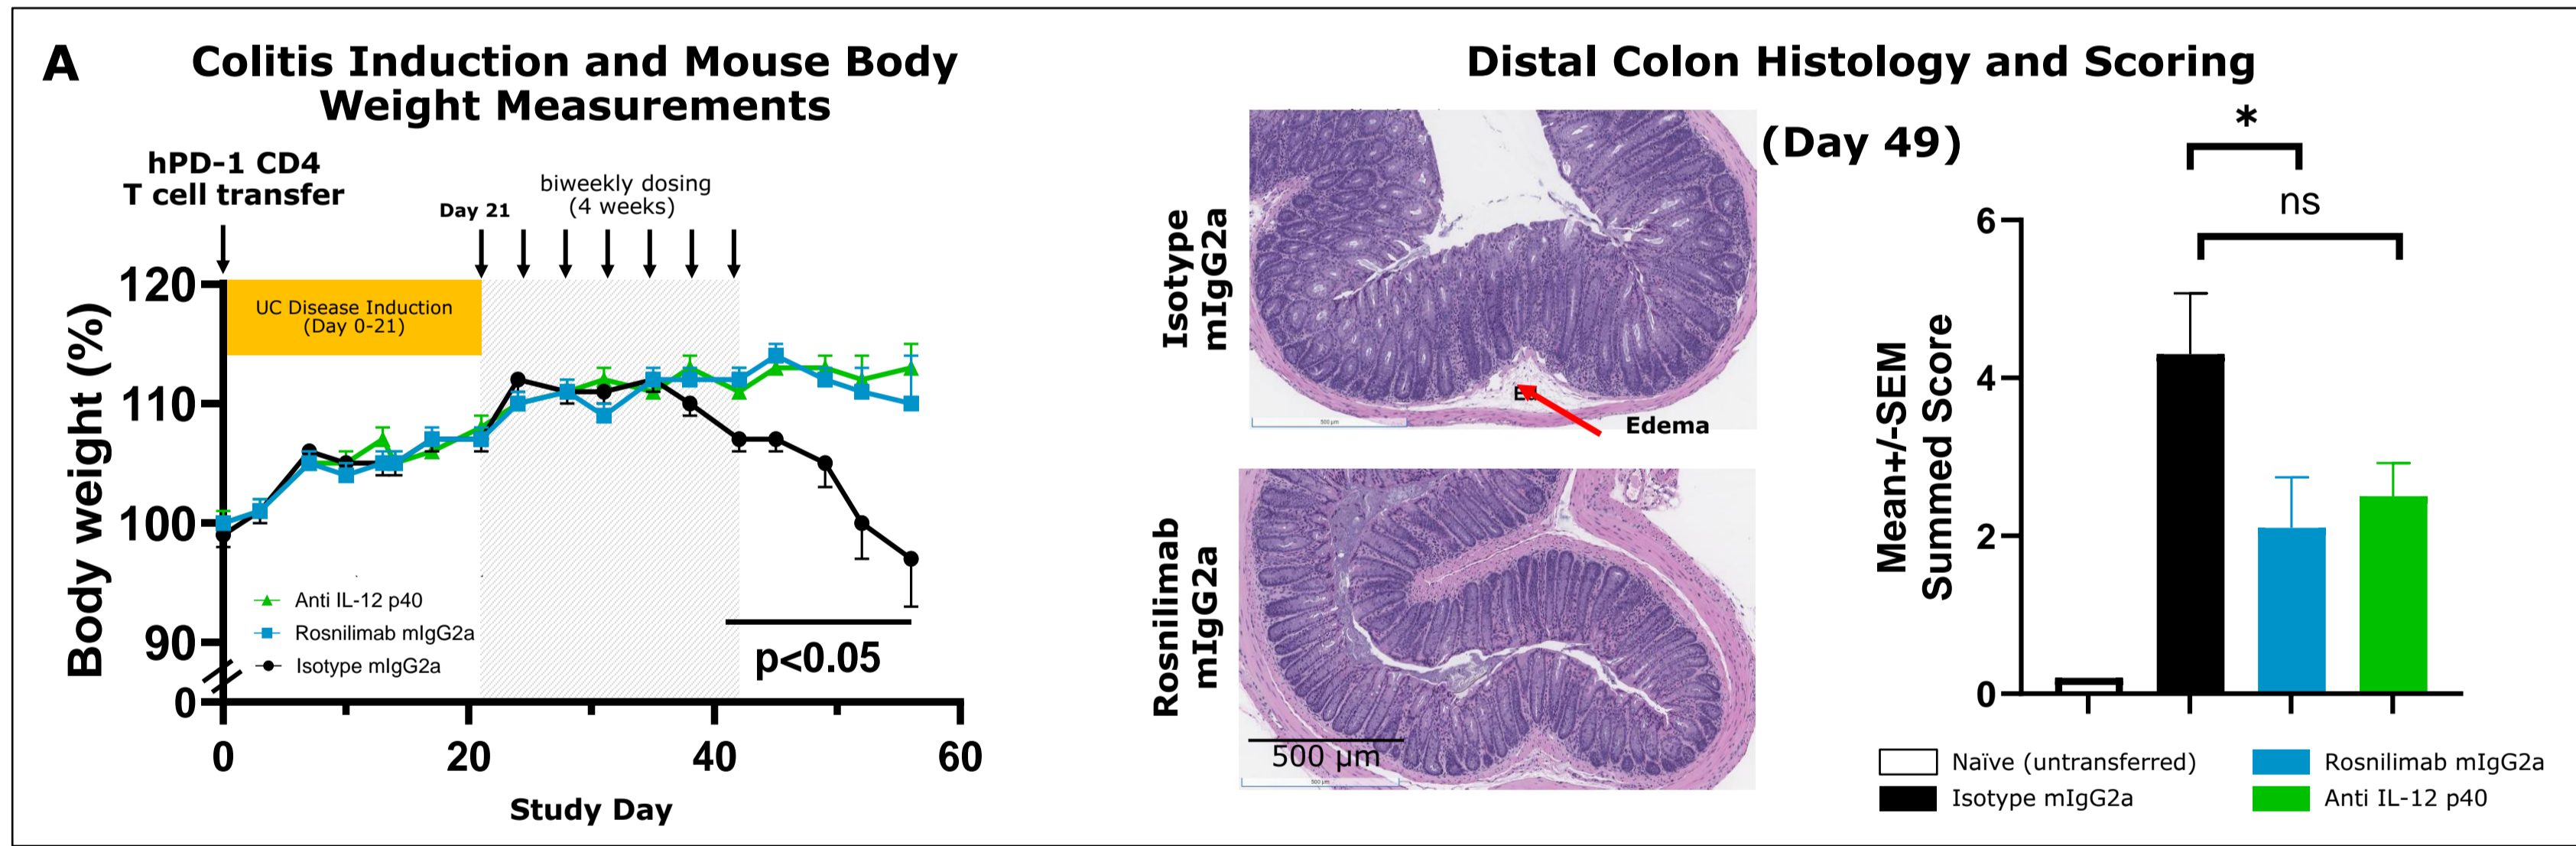 A
Colitis Induction and Mouse Body
Weight Measurements
hPD-1 CD4
T cell transfer
Day 21
biweekly dosing
(4 weeks)
UC Disease Induction
(Day 0-21)
Body weight (%)
120
110
100
90
0
Anti IL-12 p40
Rosnilimab mIgG2a
Isotype mIgG2a
p<0.05
0
20
40
60
Study Day
Distal Colon Histology and Scoring
(Day 49)
Isotype
mIgG2a
500 µm
Edema
Rosnilimab
mIgG2a
500 µm
500 µm
*
ns
Mean+/-SEM
Summed Score
6
4
2
0
Naïve (untransferred)
Isotype mIgG2a
Rosnilimab mIgG2a
Anti IL-12 p40